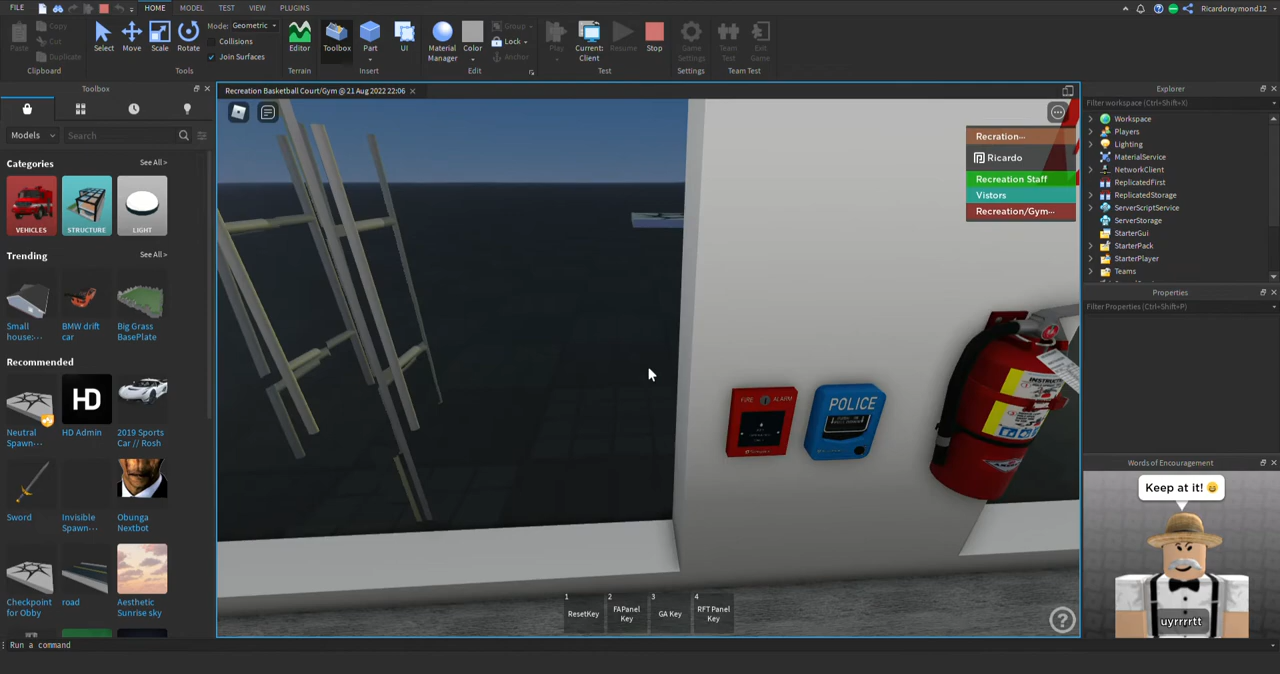 FILE HOME MODEL TEST VIEW PLUGINS Ricardoraymond12
Paste Copy Cut Duplicate Select Move Scale Rotate Mode: Geometric Collisions Join Surfaces Editor Toolbox Part UI Material Manager Color Group Lock Anchor Play Current: Client Resume Stop Game Settings Team Test Exit Game
Clipboard Tools Terrain Insert Edit Test Settings Team Test
Toolbox
Recreation Basketball Court/Gym @ 21 Aug 2022 22:06
Models Search
Categories See All >
VEHICLES STRUCTURE LIGHT
Trending See All >
Small house:··· BMW drift car Big Grass BasePlate
Recommended
HD
Neutral Spawn··· HD Admin 2019 Sports Car // Rosh
Sword Invisible Spawn··· Obunga Nextbot
Checkpoint for Obby road Aesthetic Sunrise sky
Recration···
Ricardo
Recreation Staff
Vistors
Recreation/Gym···
FIRE ALARM
POLICE
INSTRUC
1 ResetKey
2 FAPanel Key
3 GA Key
4 RFT Panel Key
Explorer
Filter workspace (Ctrl+Shift+X)
Workspace
Players
Lighting
MaterialService
NetworkClient
ReplicatedFirst
ReplicatedStorage
ServerScriptService
ServerStorage
StarterGui
StarterPack
StarterPlayer
Teams
Properties
Filter Properties (Ctrl+Shift+P)
Words of Encouragement
Keep at it! 😄
uyrrrrtt
Run a command